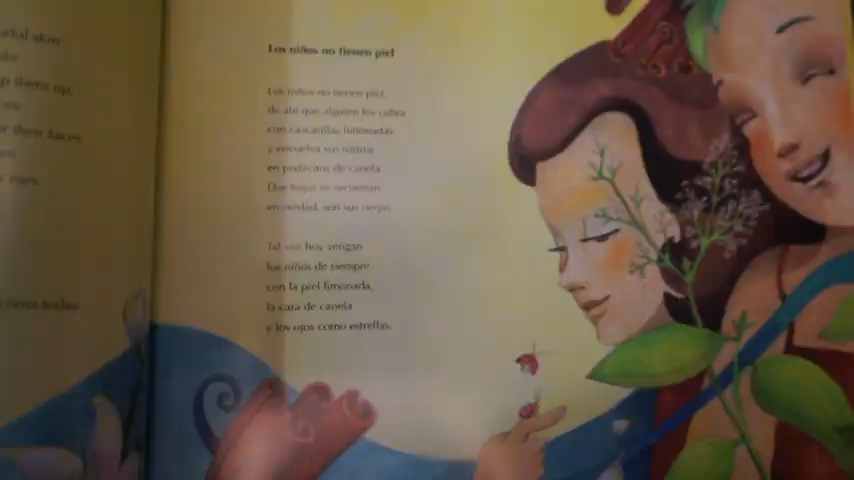 their faces
Los niños no tienen piel
Los niños no tienen piel,
de ahí que alguien los cubra
con cascarillas limonadas
y envuelva sus rostros
en pedacitos de canela
Dos hojas se recuestan
en verdad, son sus
Tal vez hoy vengan
los niños de siempre
con la piel limonada,
la cara de canela
y los ojos como estrellas.